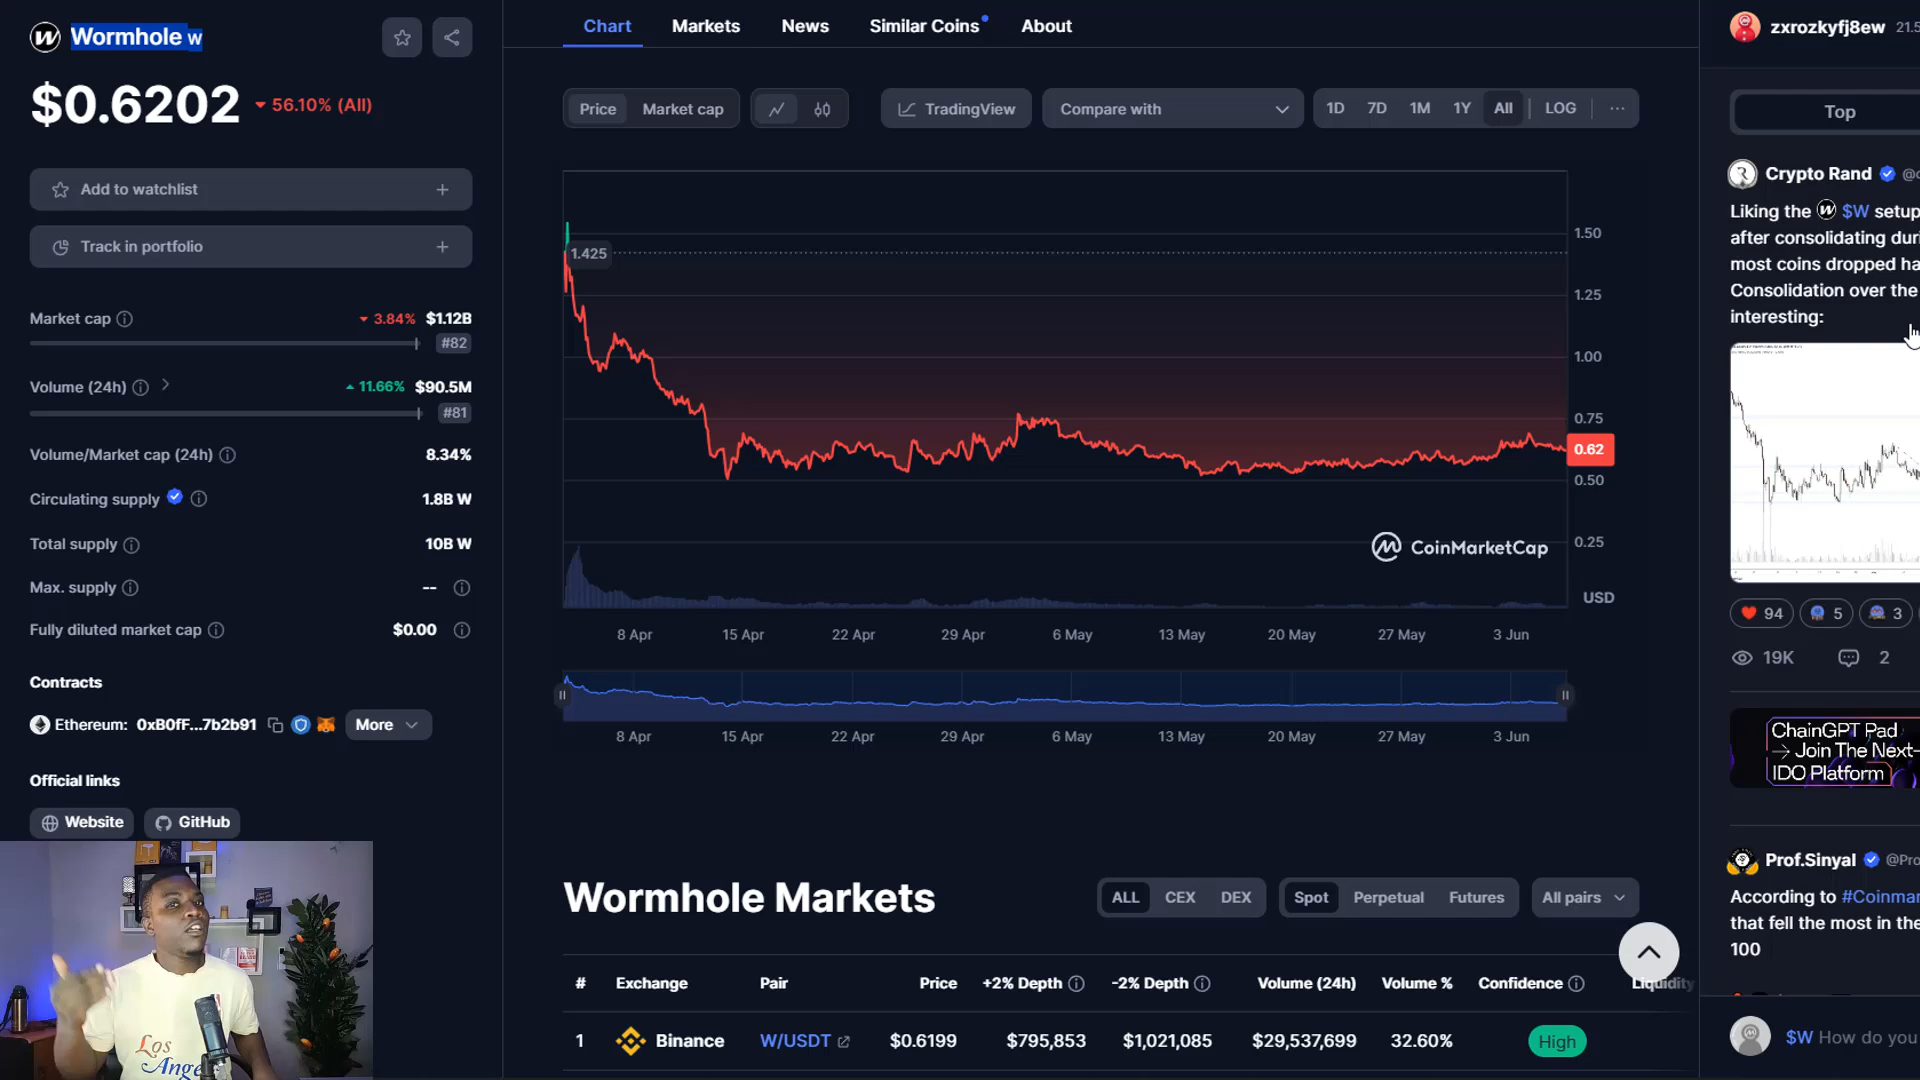 Wormhole W
$0.6202 56.10% (All)
Add to watchlist
Track in portfolio
Market cap 3.84% $1.12B
#82
Volume (24h) 11.66% $90.5M
#81
Volume/Market cap (24h) 8.34%
Circulating supply 1.8B W
Total supply 10B W
Max. supply --
Fully diluted market cap $0.00
Contracts
Ethereum: 0xB0fF...7b2b91 More
Official links
Website GitHub
Los
Ange
Chart Markets News Similar Coins About
Price Market cap TradingView Compare with 1D 7D 1M 1Y All LOG ...
1.425
1.50
1.25
1.00
0.75
0.62
0.50
0.25
CoinMarketCap
USD
8 Apr 15 Apr 22 Apr 29 Apr 6 May 13 May 20 May 27 May 3 Jun
8 Apr 15 Apr 22 Apr 29 Apr 6 May 13 May 20 May 27 May 3 Jun
Wormhole Markets ALL CEX DEX Spot Perpetual Futures All pairs
# Exchange Pair Price +2% Depth -2% Depth Volume (24h) Volume % Confidence Liquidity
1 Binance W/USDT $0.6199 $795,853 $1,021,085 $29,537,699 32.60% High
zxrozkyfj8ew 21.5
Top
Crypto Rand @c
Liking the $W setup
after consolidating duri
most coins dropped ha
Consolidation over the
interesting:
94 5 3
19K 2
ChainGPT Pad
→ Join The Next-
IDO Platform
Prof.Sinyal @Pro
According to #Coinmar
that fell the most in the
100
$W How do you